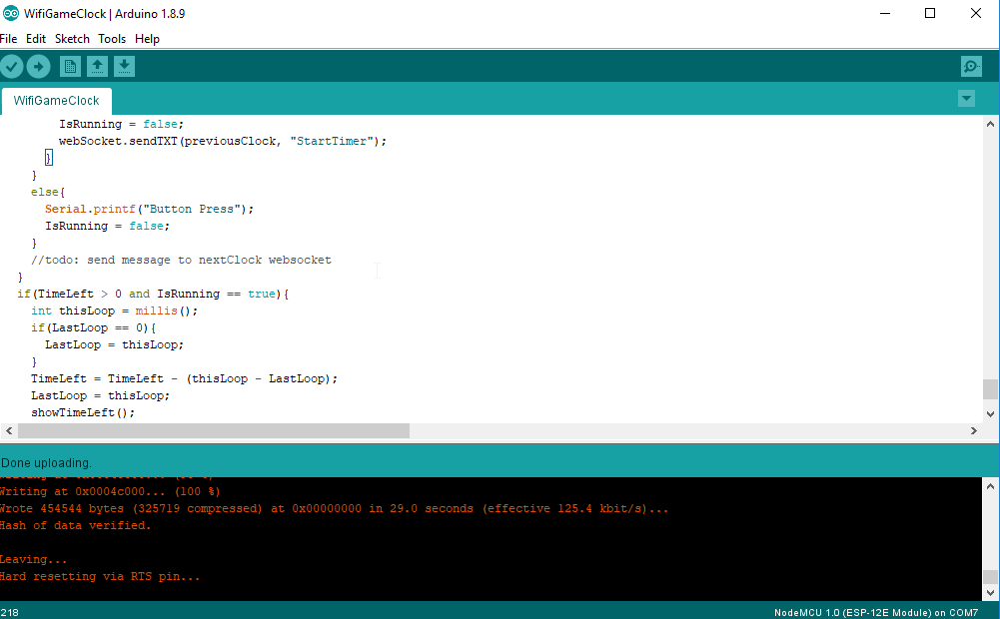 WifiGameClock | Arduino 1.8.9
File Edit Sketch Tools Help
WifiGameClock
IsRunning = false;
webSocket.sendTXT(previousClock, "StartTimer");
}
}
else{
Serial.printf("Button Press");
IsRunning = false;
}
//todo: send message to nextClock websocket
}
if(TimeLeft > 0 and IsRunning == true){
int thisLoop = millis();
if(LastLoop == 0){
LastLoop = thisLoop;
}
TimeLeft = TimeLeft - (thisLoop - LastLoop);
LastLoop = thisLoop;
showTimeLeft();
Done uploading.
Writing at 0x0004c000... (100 %)
Wrote 454544 bytes (325719 compressed) at 0x00000000 in 29.0 seconds (effective 125.4 kbit/s)...
Hash of data verified.
Leaving...
Hard resetting via RTS pin...
218
NodeMCU 1.0 (ESP-12E Module) on COM7